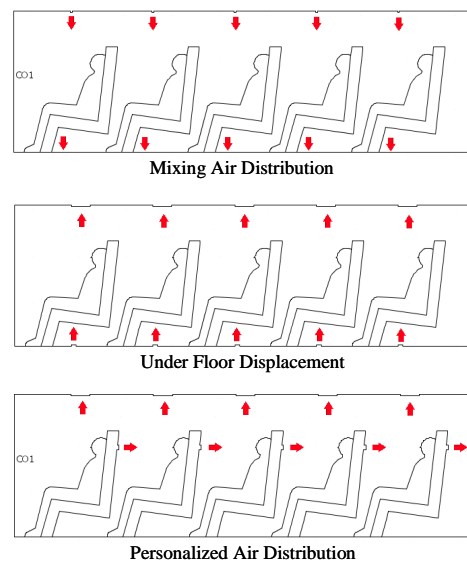 CO1
Mixing Air Distribution
Under Floor Displacement
CO1
Personalized Air Distribution